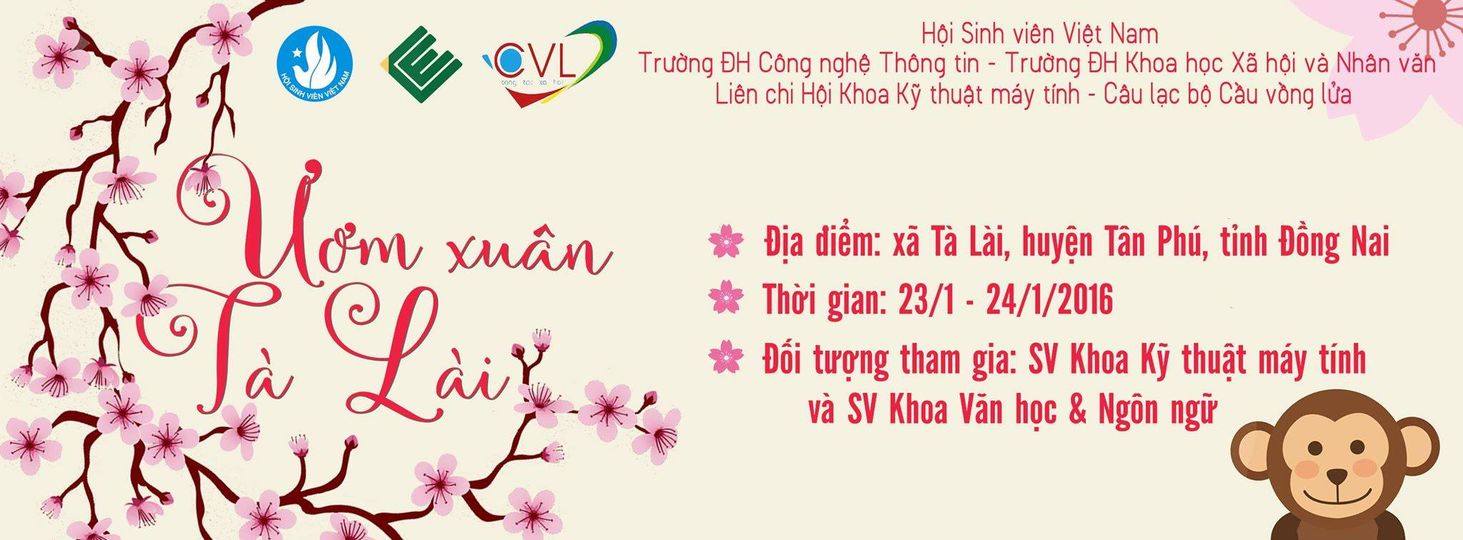 HỘI SINH VIÊN VIỆT NAM
CVL
công tác xã hội
Hội Sinh viên Việt Nam
Trường ĐH Công nghệ Thông tin - Trường ĐH Khoa học Xã hội và Nhân văn
Liên chi Hội Khoa Kỹ thuật máy tính - Câu lạc bộ Cầu vồng lửa
Ươm xuân
Tà Lài
Địa điểm: xã Tà Lài, huyện Tân Phú, tỉnh Đồng Nai
Thời gian: 23/1 - 24/1/2016
Đối tượng tham gia: SV Khoa Kỹ thuật máy tính
và SV Khoa Văn học & Ngôn ngữ